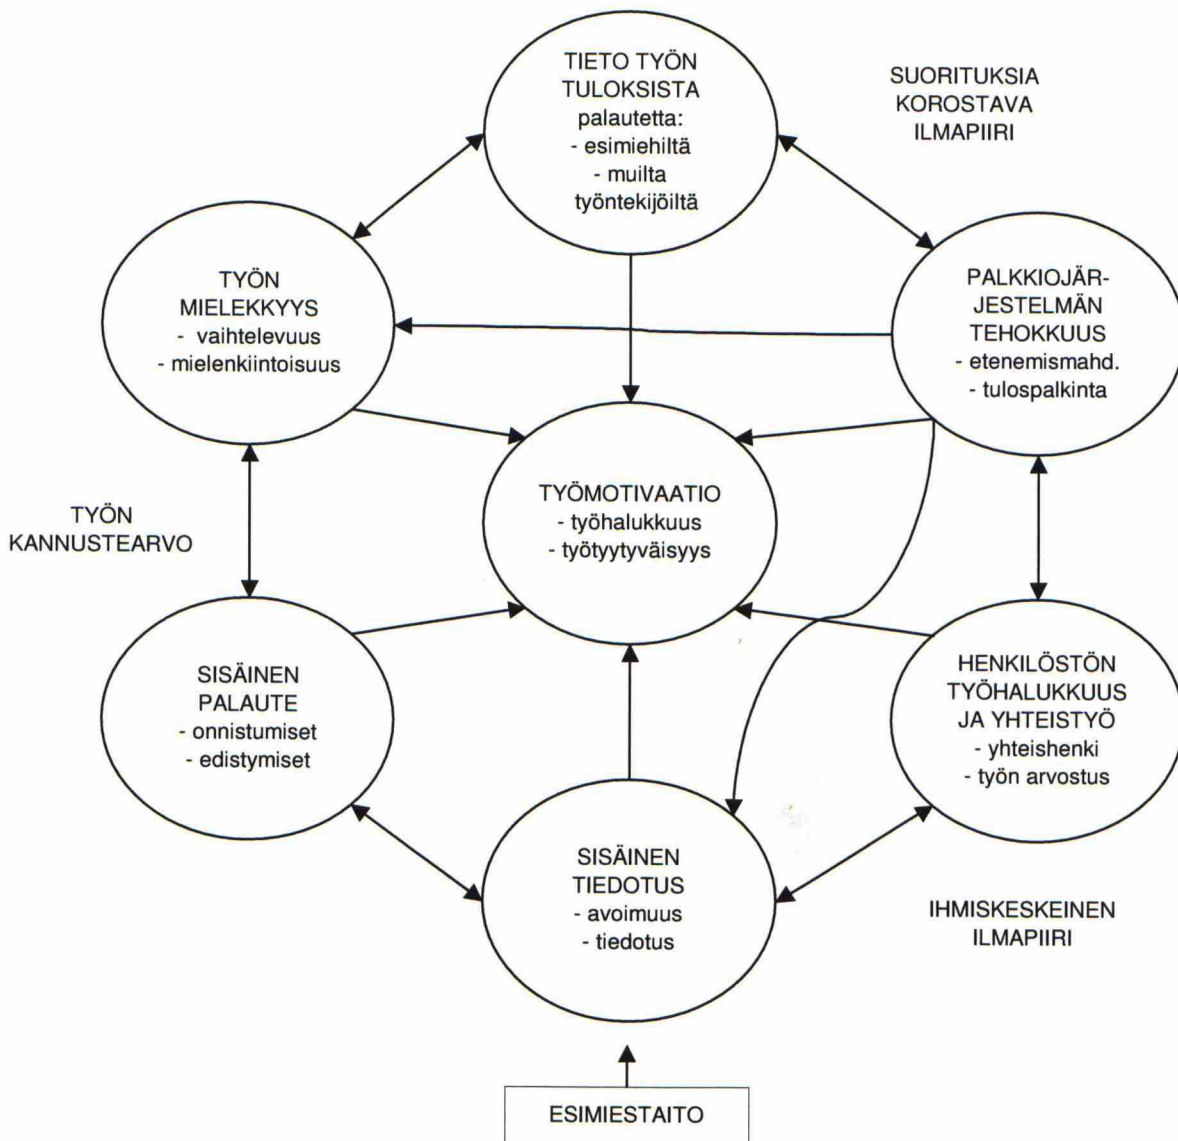 TIETO TYÖN
TULOKSISTA
palautetta:
- esimiehiltä
- muilta
työntekijöiltä
SUORITUKSIA
KOROSTAVA
ILMAPIIRI
TYÖN
MIELEKKYYS
- vaihtelevuus
- mielenkiintoisuus
PALKKIOJÄR-
JESTELMÄN
TEHOKKUUS
- etenemismahd.
- tulospalkinta
TYÖMOTIVAATIO
- työhalukkuus
- työtyytyväisyys
TYÖN
KANNUSTEARVO
SISÄINEN
PALAUTE
- onnistumiset
- edistymiset
HENKILÖSTÖN
TYÖHALUKKUUS
JA YHTEISTYÖ
- yhteishenki
- työn arvostus
SISÄINEN
TIEDOTUS
- avoimuus
- tiedotus
IHMISKESKEINEN
ILMAPIIRI
ESIMIESTAITO